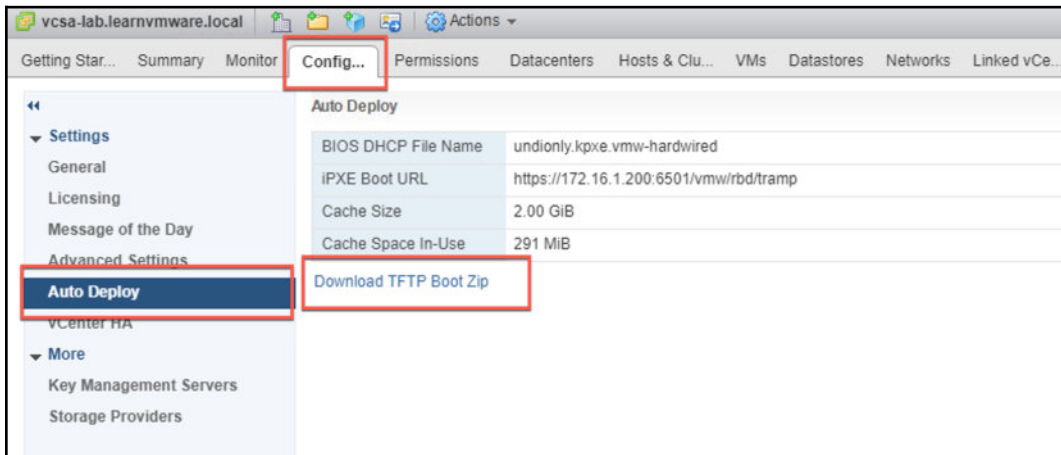 vcsa-lab.learnvmware.local Actions
Getting Star... Summary Monitor Config... Permissions Datacenters Hosts & Clu... VMs Datastores Networks Linked vCe...
Auto Deploy
Settings
General
Licensing
Message of the Day
Advanced Settings
Auto Deploy
vCenter HA
More
Key Management Servers
Storage Providers
BIOS DHCP File Name undionly.kpxe.vmw-hardwired
iPXE Boot URL https://172.16.1.200:6501/vmw/rbd/tramp
Cache Size 2.00 GiB
Cache Space In-Use 291 MiB
Download TFTP Boot Zip